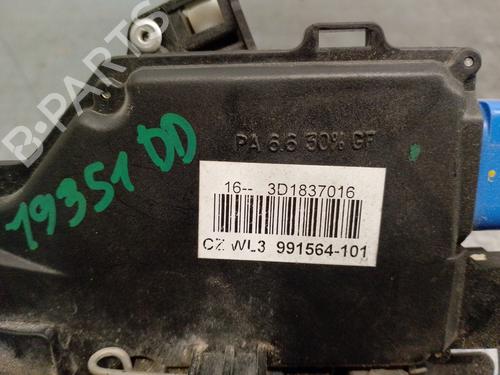 B-PARTS
PA 6.6 30% GF
19351 DD
16-- 3D1837016
CZ WL3 991564-101